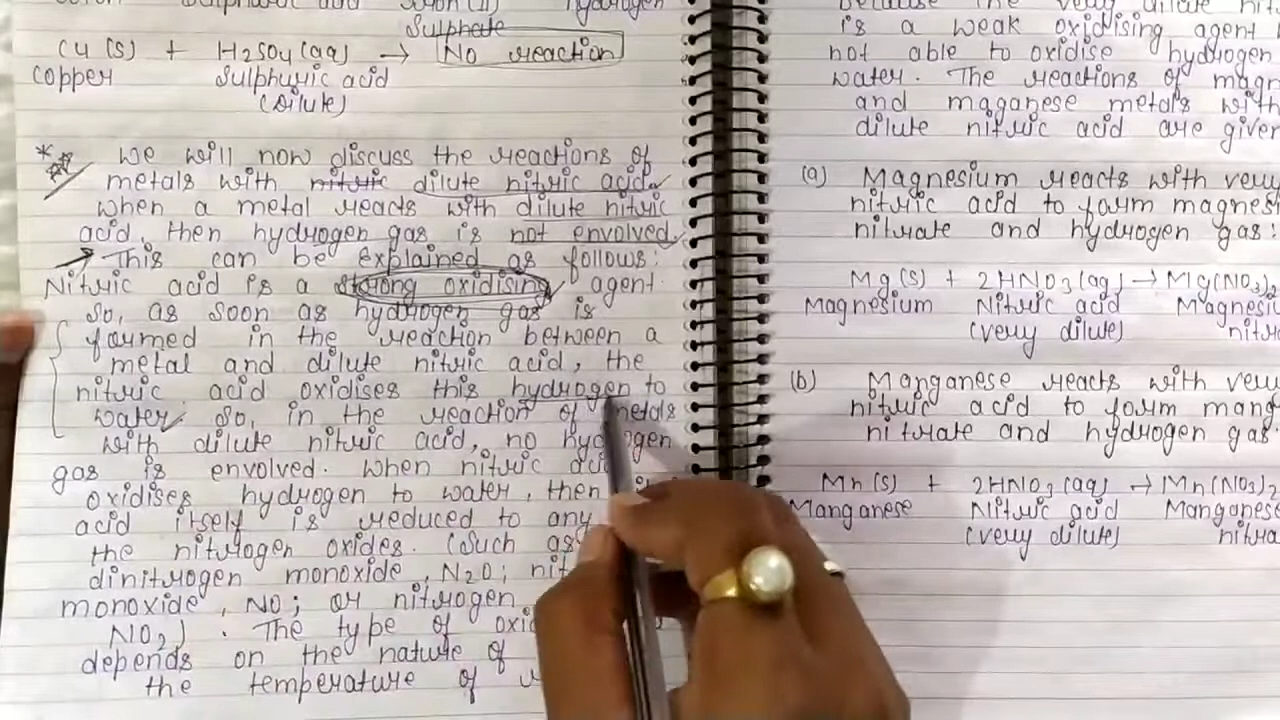 sulphuric acid Iron (II) hydrogen
Sulphate
Cu (s) + H2SO4 (aq) → No reaction
copper Sulphuric acid
(Dilute)
We will now discuss the reactions of
metals with nitric dilute nitric acid.
when a metal reacts with dilute nitric
acid, then hydrogen gas is not envolved.
→ This can be explained as follows:
Nitric acid is a strong oxidising agent.
So, as soon as hydrogen gas is
formed in the reaction between a
metal and dilute nitric acid, the
nitric acid oxidises this hydrogen to
water. So, in the reaction of metals
with dilute nitric acid, no hydrogen
gas is envolved. When nitric
oxidises hydrogen to water, then
acid itself is reduced to any
the nitrogen oxides. (Such as
dinitrogen monoxide, N2O;
monoxide, NO; or nitrogen
NO2). The type of
depends on the nature of
the temperature of
is a weak oxidising agent
not able to oxidise hydrogen
water. The reactions of
and maganese metals with
dilute nitric acid are given
(a) Magnesium reacts with very
nitric acid to form
nitrate and hydrogen gas:
Mg(s) + 2HNO3 (aq) → Mg(NO3)2
Magnesium Nitric acid
(very dilute)
(b) Manganese reacts with very
nitric acid to form
nitrate and hydrogen gas
Mn(s) + 2HNO3 (aq) → Mn(NO3)2
Manganese Nitric acid Manganese
(very dilute)